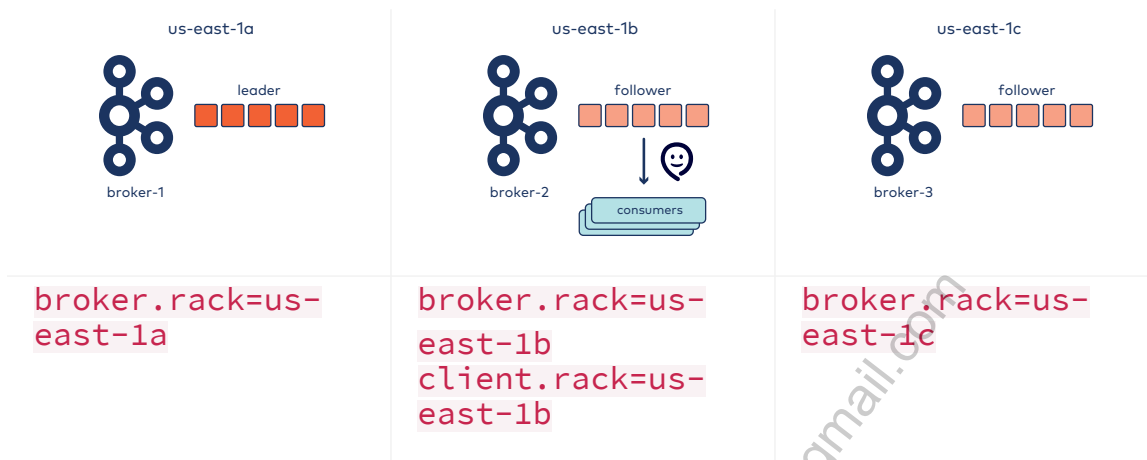 us-east-1a
leader
broker-1
broker.rack=us-
east-1a
us-east-1b
follower
broker-2
consumers
broker.rack=us-
east-1b
client.rack=us-
east-1b
us-east-1c
follower
broker-3
broker.rack=us-
east-1c
gmail.com